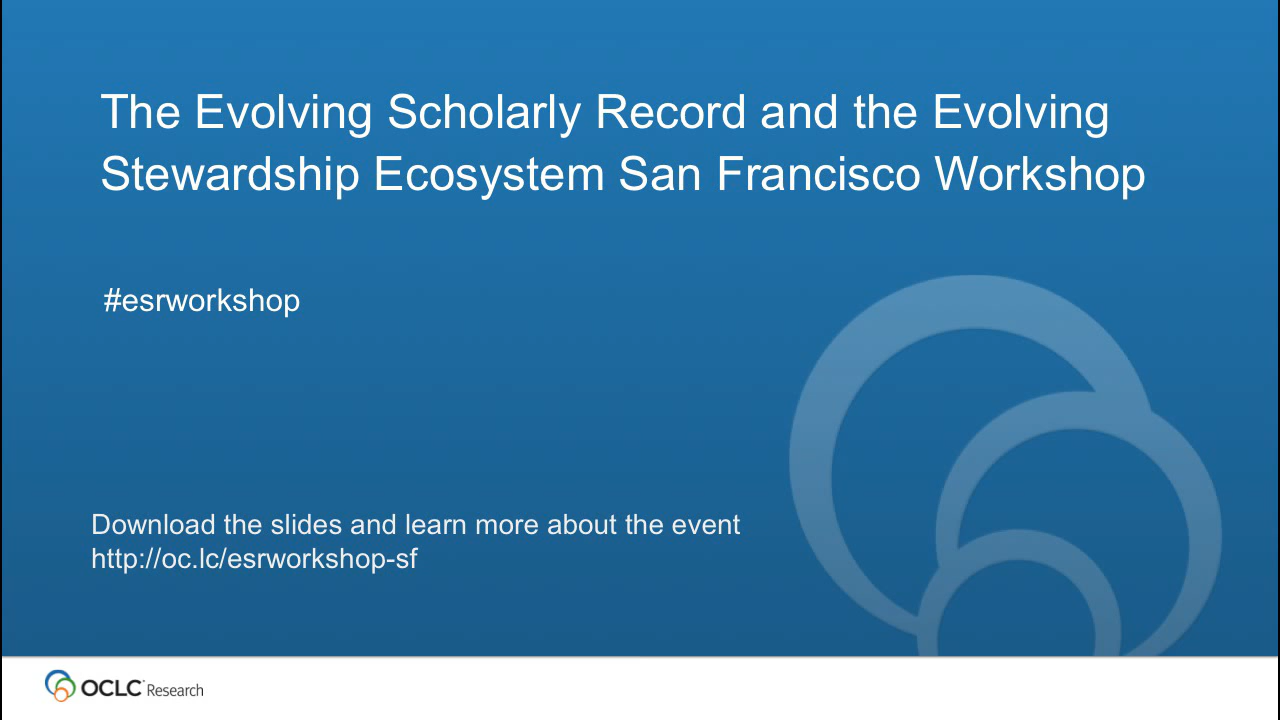 The Evolving Scholarly Record and the Evolving
Stewardship Ecosystem San Francisco Workshop
#esrworkshop
Download the slides and learn more about the event
http://oc.lc/esrworkshop-sf
OCLC Research